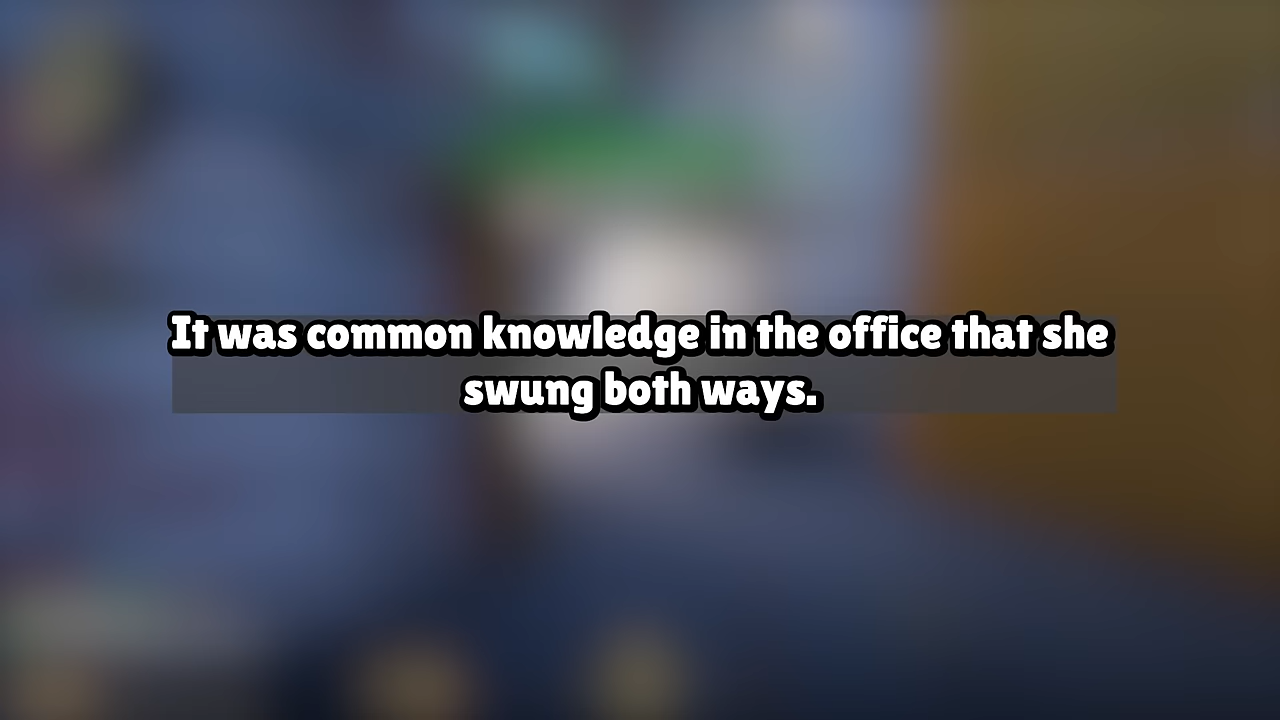 It was common knowledge in the office that she
swung both ways.